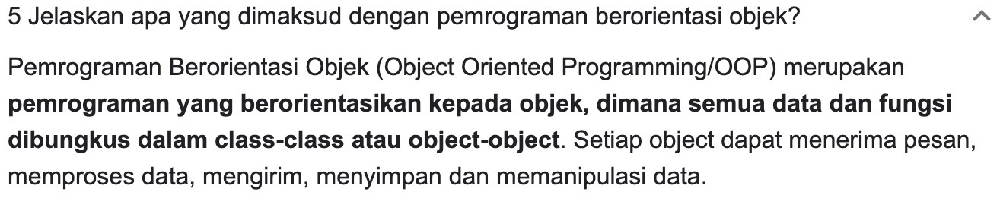 5 Jelaskan apa yang dimaksud dengan pemrograman berorientasi objek?
Pemrograman Berorientasi Objek (Object Oriented Programming/OOP) merupakan
pemrograman yang berorientasikan kepada objek, dimana semua data dan fungsi
dibungkus dalam class-class atau object-object. Setiap object dapat menerima pesan,
memproses data, mengirim, menyimpan dan memanipulasi data.